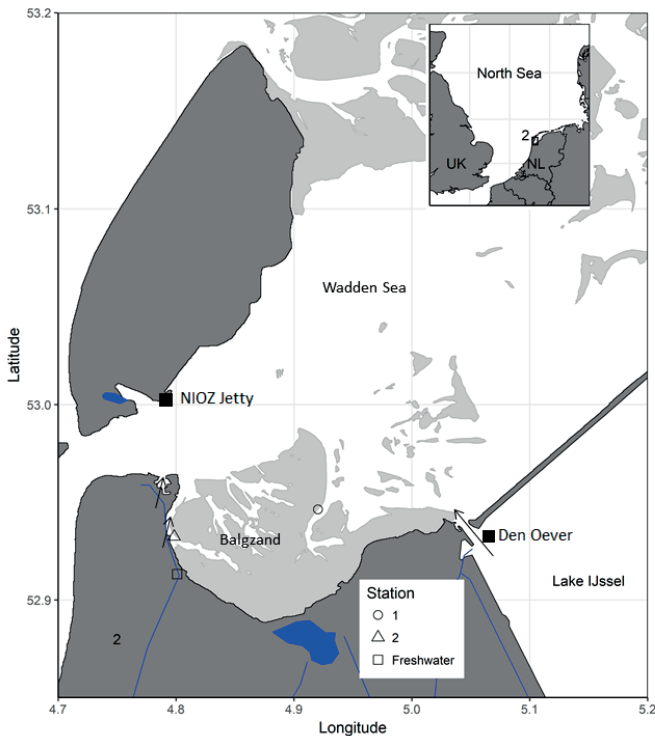 53.2
North Sea
2
UK
NL
53.1
Wadden Sea
Latitude
NIOZ Jetty
53.0
Balgzand
Den Oever
Lake IJssel
Station
1
2
Freshwater
52.9
2
4.7
4.8
4.9
5.0
5.1
5.2
Longitude